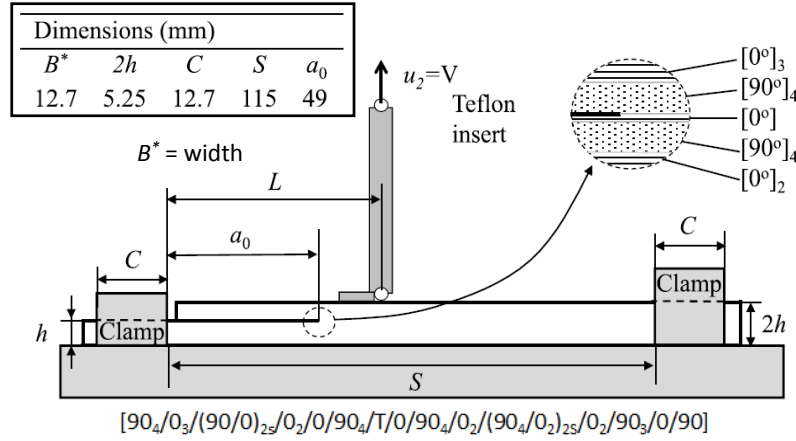 Dimensions (mm)
B* 2h C S a₀
12.7 5.25 12.7 115 49
B* = width
u₂=V
Teflon
insert
[0°]₃
[90°]₄
[0°]
[90°]₄
[0°]₂
L
a₀
C
C
Clamp
Clamp
h
2h
S
[90₄/0₃/(90/0)₂ₛ/0₂/0/90₄/T/0/90₄/0₂/(90₄/0₂)₂S/0₂/90₃/0/90]